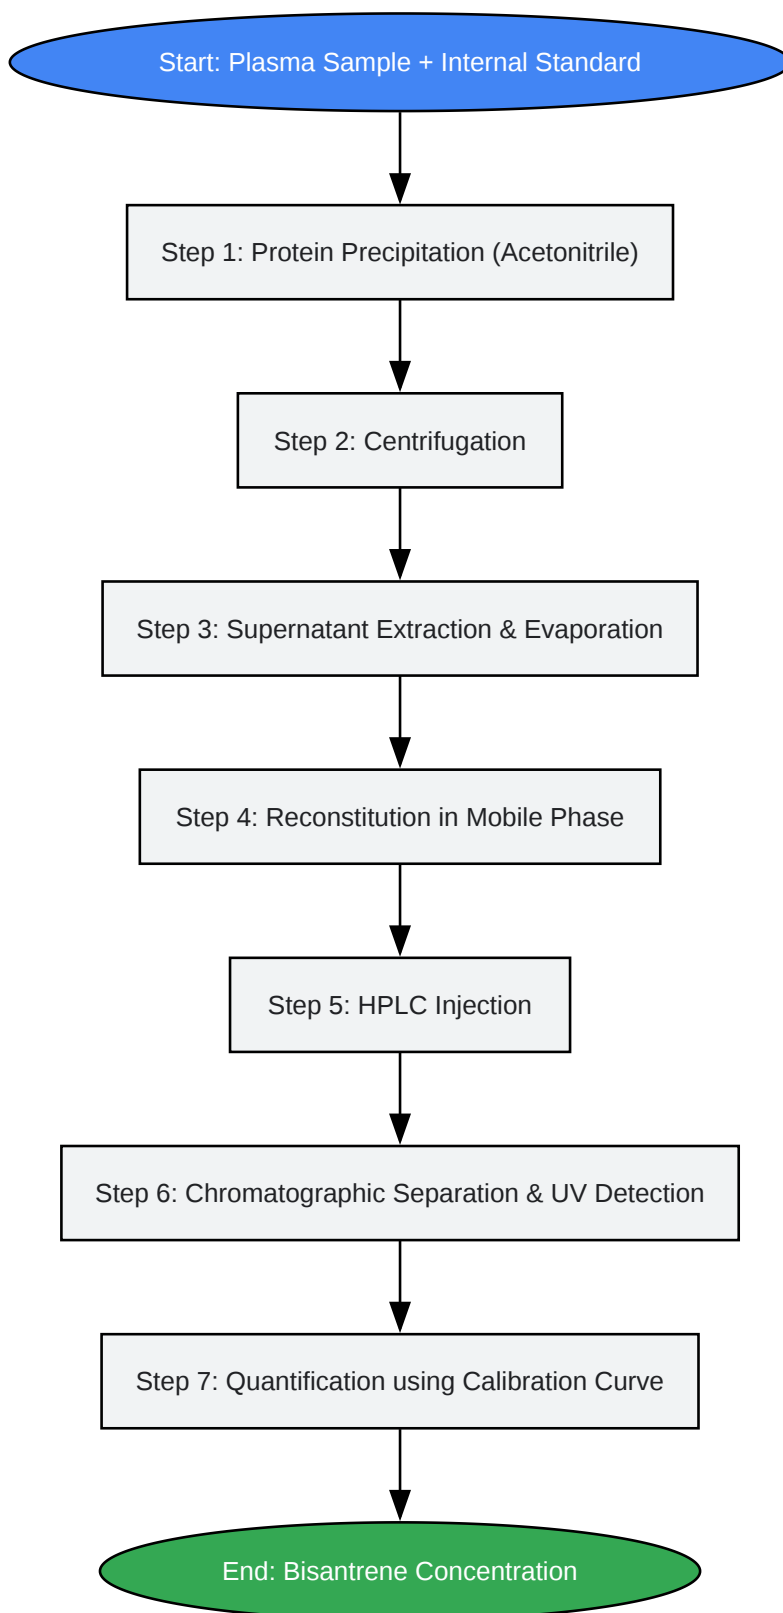 Start: Plasma Sample + Internal Standard
Step 1: Protein Precipitation (Acetonitrile)
Step 2: Centrifugation
Step 3: Supernatant Extraction & Evaporation
Step 4: Reconstitution in Mobile Phase
Step 5: HPLC Injection
Step 6: Chromatographic Separation & UV Detection
Step 7: Quantification using Calibration Curve
End: Bisantrene Concentration